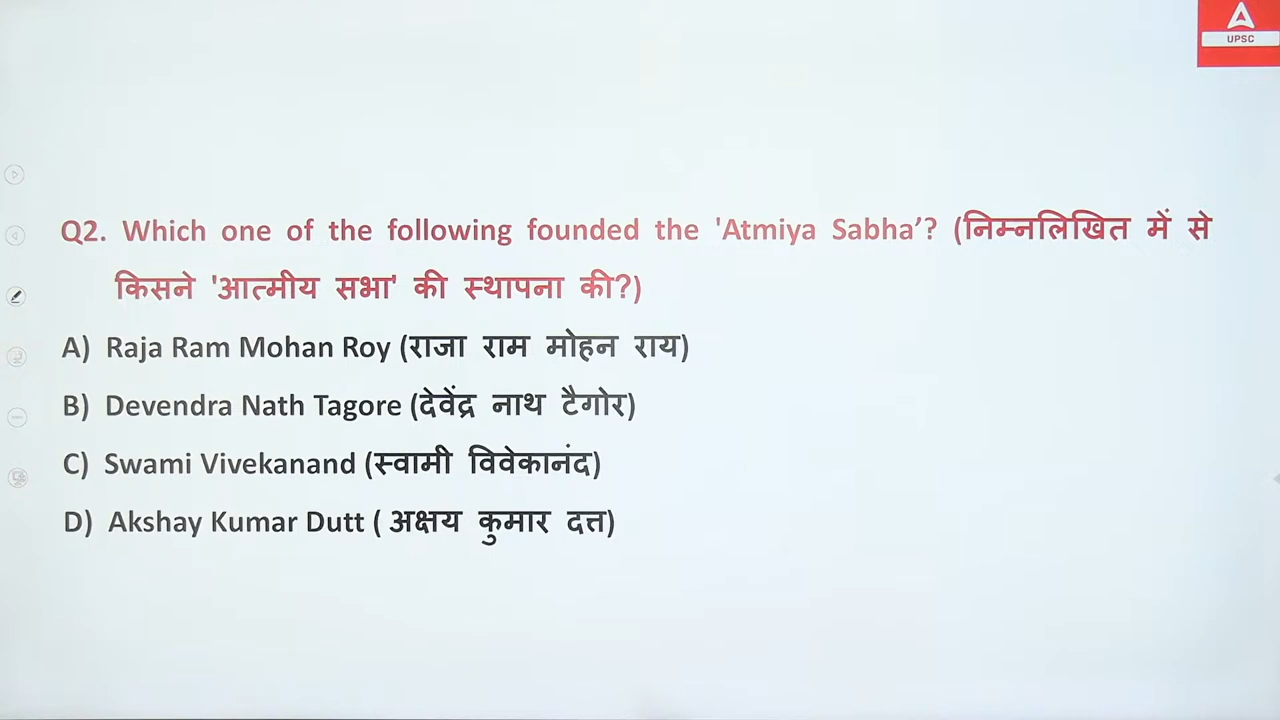 UPSC
Q2. Which one of the following founded the 'Atmiya Sabha’? (निम्नलिखित में से
किसने 'आत्मीय सभा' की स्थापना की?)
A) Raja Ram Mohan Roy (राजा राम मोहन राय)
B) Devendra Nath Tagore (देवेंद्र नाथ टैगोर)
C) Swami Vivekanand (स्वामी विवेकानंद)
D) Akshay Kumar Dutt ( अक्षय कुमार दत्त)